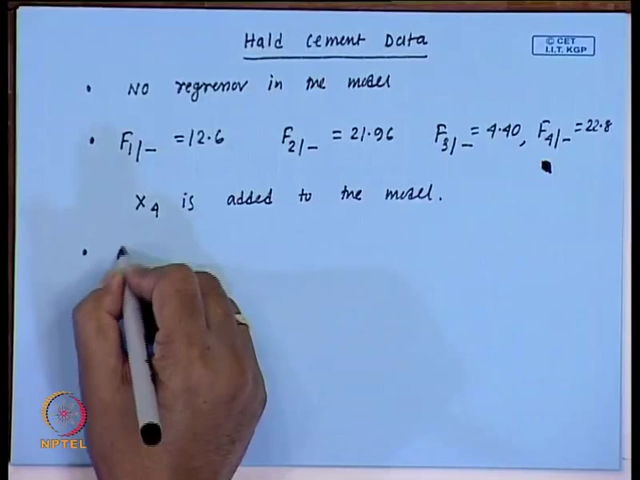 Hald Cement Data
© CET
I.I.T. KGP
• No regressor in the model
• F1/- = 12.6 F2/- = 21.96 F3/- = 4.40, F4/- = 22.8
X4 is added to the model.
•
NPTEL